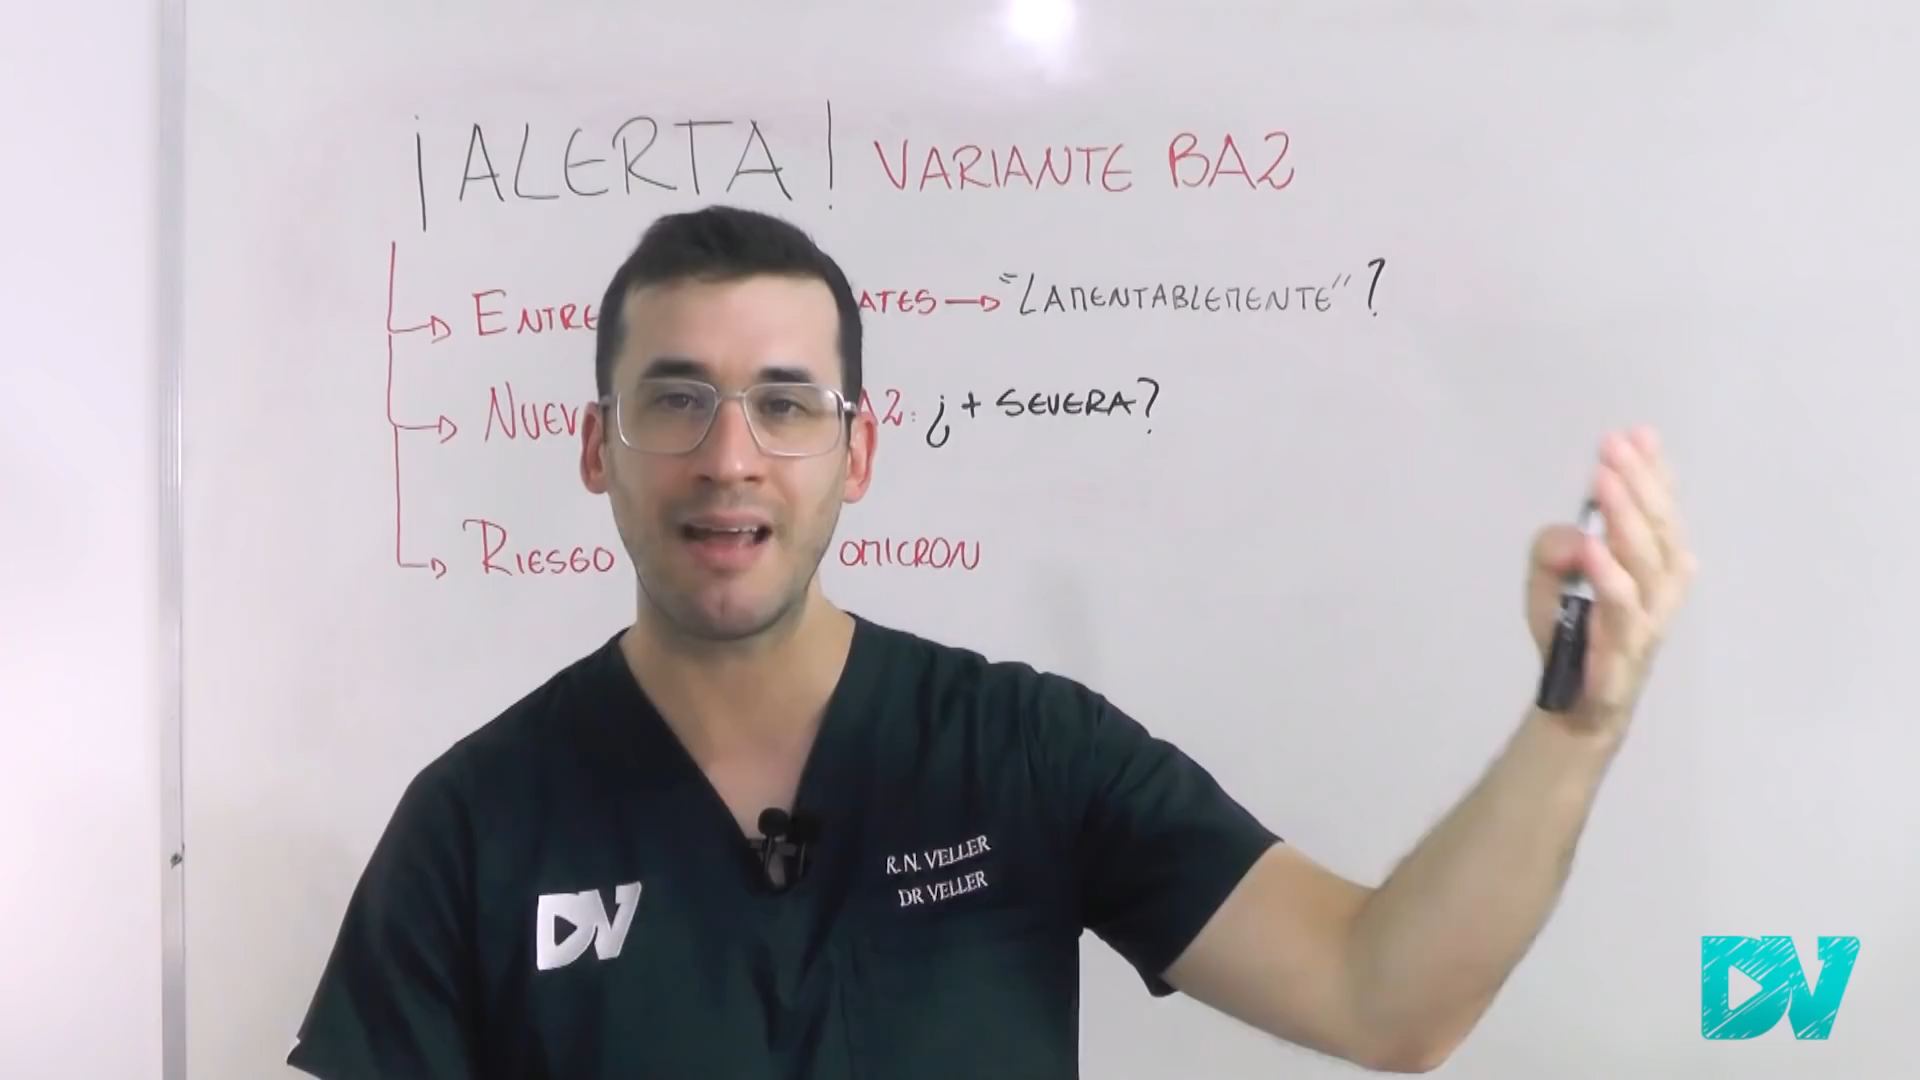 ¡ALERTA! VARIANTE BA2
ENTRE ATES → "LAMENTABLEMENTE"?
NUEV A2: ¿+ SEVERA?
RIESGO OMICRON
R.N. VELLER
DR VELLER
DV
DV